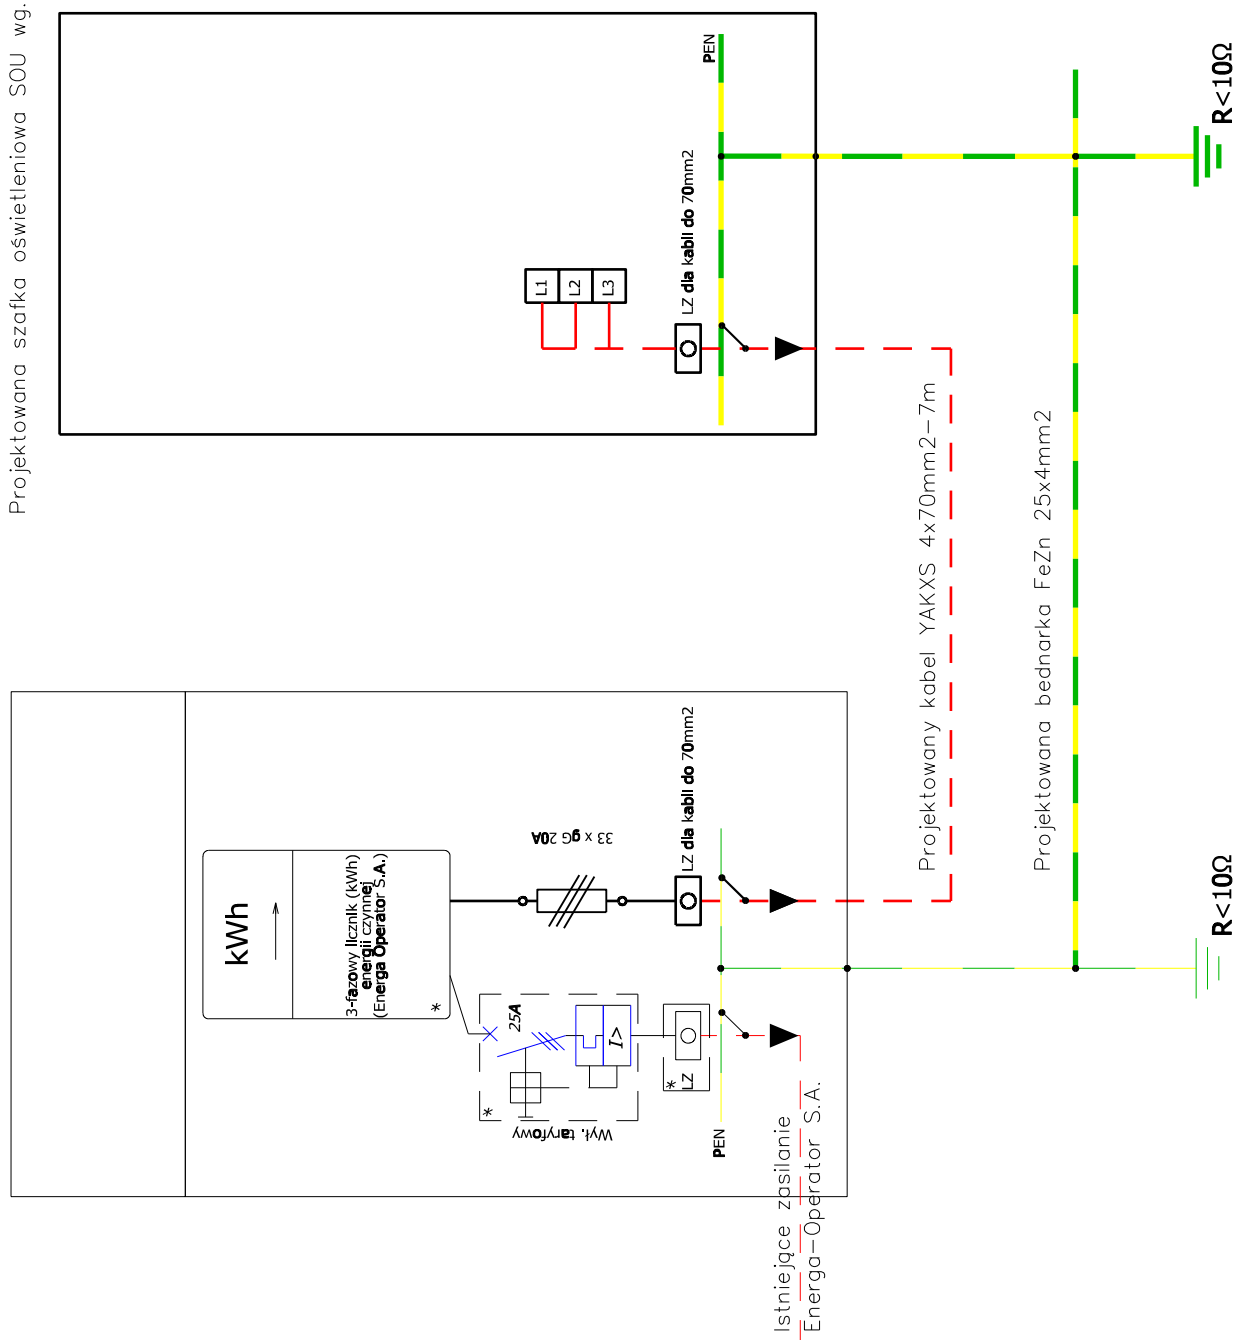 Projektowana szafka oświetleniowa SOU wg.
PEN
LZ dla kabli do 70mm2
L1
L2
L3
Projektowany kabel YAKXS 4x70mm2-7m
Projektowana bednarka FeZn 25x4mm2
R<10Ω
kWh
3-fazowy licznik (kWh)
energii czynnej
(Energa Operator S.A.)
*
33 x gG 20A
LZ dla kabli do 70mm2
25A
I>
*
Wył. taryfowy
*
LZ
PEN
Istniejące zasilanie
Energa-Operator S.A.
R<10Ω